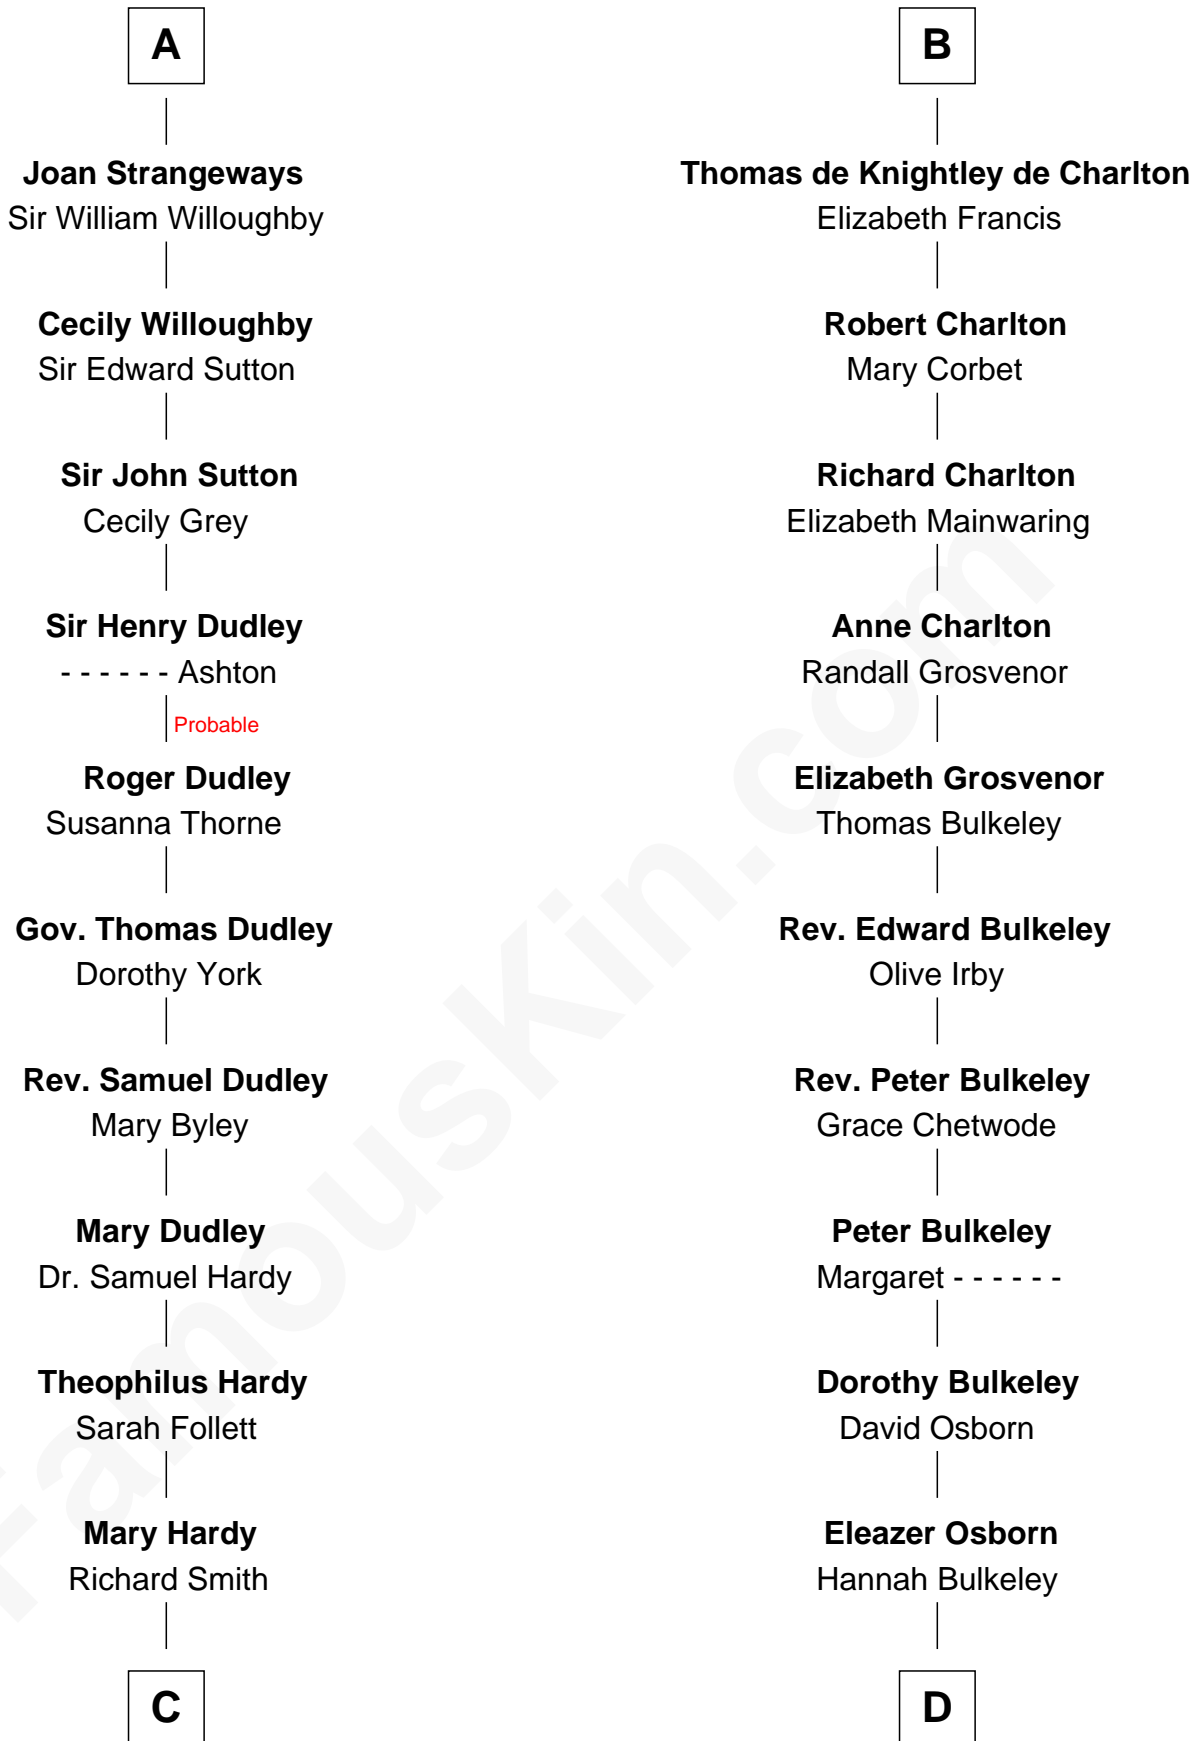 A
Joan Strangeways
Sir William Willoughby
Cecily Willoughby
Sir Edward Sutton
Sir John Sutton
Cecily Grey
Sir Henry Dudley
- - - - - - Ashton
Probable
Roger Dudley
Susanna Thorne
Gov. Thomas Dudley
Dorothy York
Rev. Samuel Dudley
Mary Byley
Mary Dudley
Dr. Samuel Hardy
Theophilus Hardy
Sarah Follett
Mary Hardy
Richard Smith
C
B
Thomas de Knightley de Charlton
Elizabeth Francis
Robert Charlton
Mary Corbet
Richard Charlton
Elizabeth Mainwaring
Anne Charlton
Randall Grosvenor
Elizabeth Grosvenor
Thomas Bulkeley
Rev. Edward Bulkeley
Olive Irby
Rev. Peter Bulkeley
Grace Chetwode
Peter Bulkeley
Margaret - - - - - -
Dorothy Bulkeley
David Osborn
Eleazer Osborn
Hannah Bulkeley
D
FamousKin.com